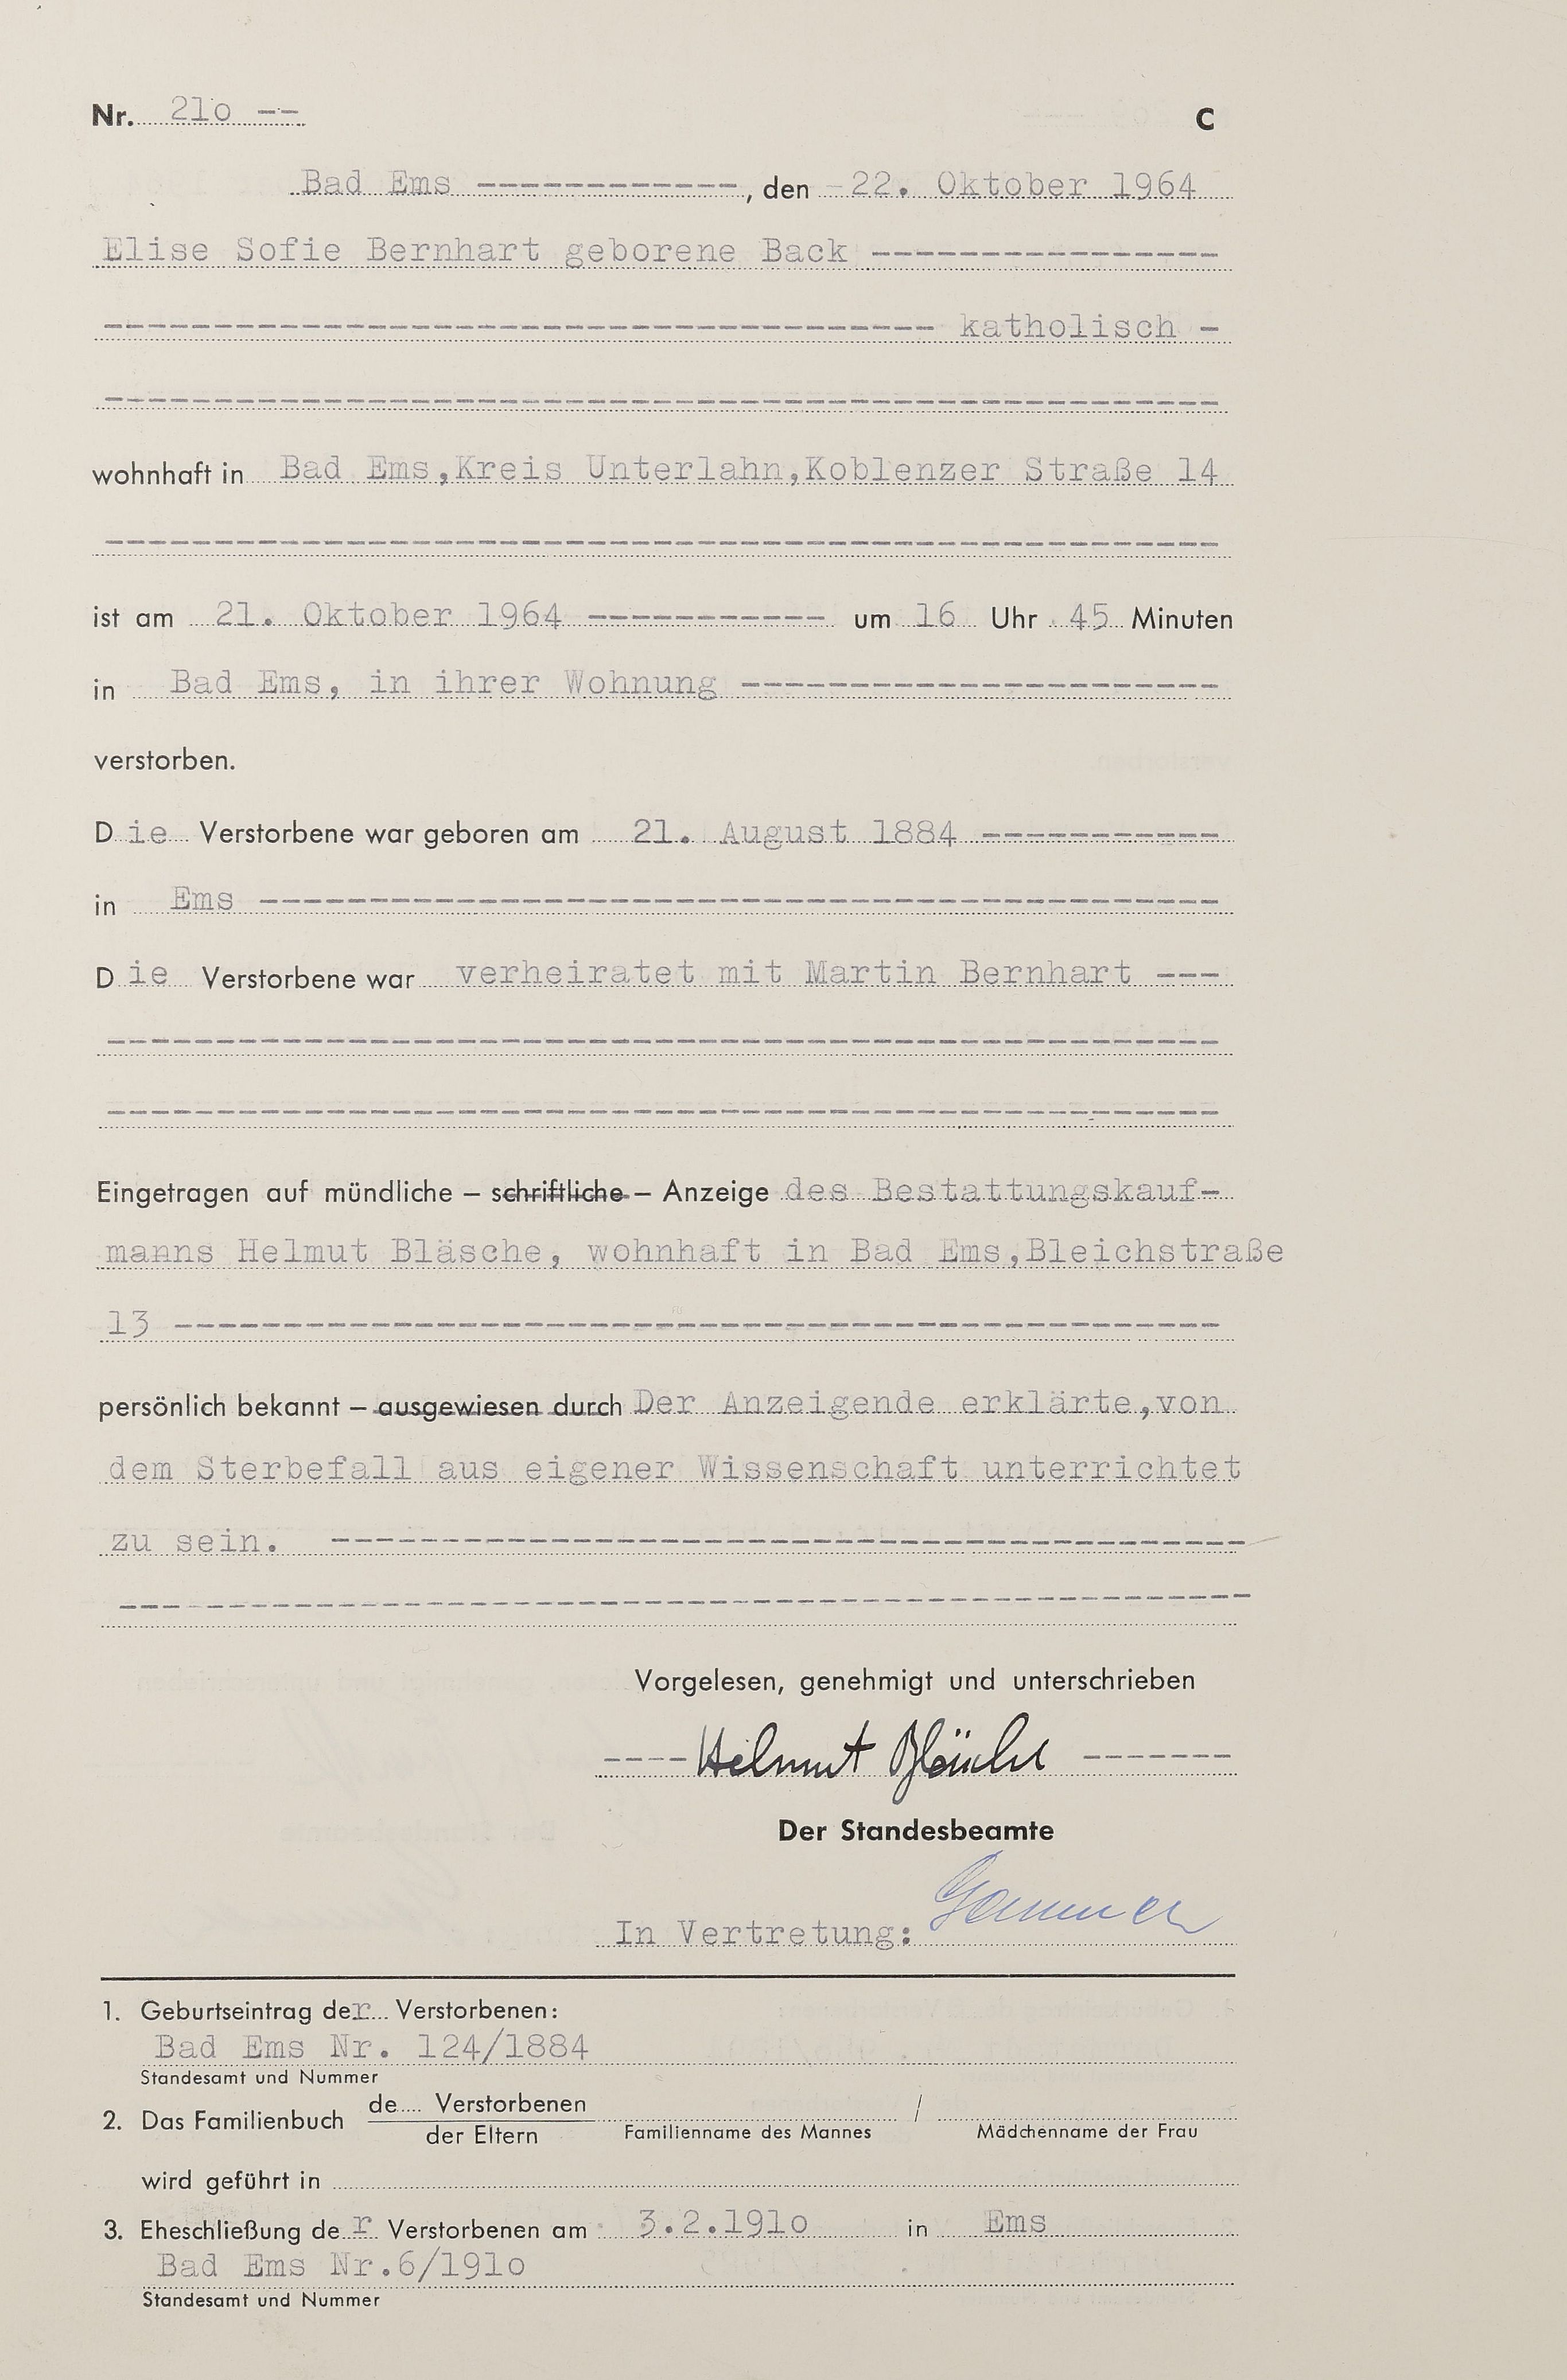 Nr. 21o --
C
Bad Ems ------------, den -22. Oktober 1964
Elise Sofie Bernhart geborene Back ----------------
-------------------------------------- katholisch -
---------------------------------------------------
wohnhaft in Bad Ems,Kreis Unterlahn,Koblenzer Straße 14
---------------------------------------------------
ist am 21. Oktober 1964 ----------- um 16 Uhr 45 Minuten
in Bad Ems, in ihrer Wohnung ----------------------
verstorben.
Die Verstorbene war geboren am 21. August 1884 -----------
in Ems --------------------------------------------
Die Verstorbene war verheiratet mit Martin Bernhart ---
---------------------------------------------------
---------------------------------------------------
Eingetragen auf mündliche – schriftliche – Anzeige des Bestattungskauf-
manns Helmut Bläsche, wohnhaft in Bad Ems,Bleichstraße
13 ------------------------------------------------
persönlich bekannt – ausgewiesen durch Der Anzeigende erklärte,von
dem Sterbefall aus eigener Wissenschaft unterrichtet
zu sein. ------------------------------------------
---------------------------------------------------
Vorgelesen, genehmigt und unterschrieben
---- Helmut Bläsche -------
Der Standesbeamte
In Vertretung:
1. Geburtseintrag der Verstorbenen:
Bad Ems Nr. 124/1884
Standesamt und Nummer
2. Das Familienbuch de.... Verstorbenen /
der Eltern Familienname des Mannes Mädchenname der Frau
wird geführt in
3. Eheschließung der Verstorbenen am 3.2.191o in Ems
Bad Ems Nr.6/191o
Standesamt und Nummer